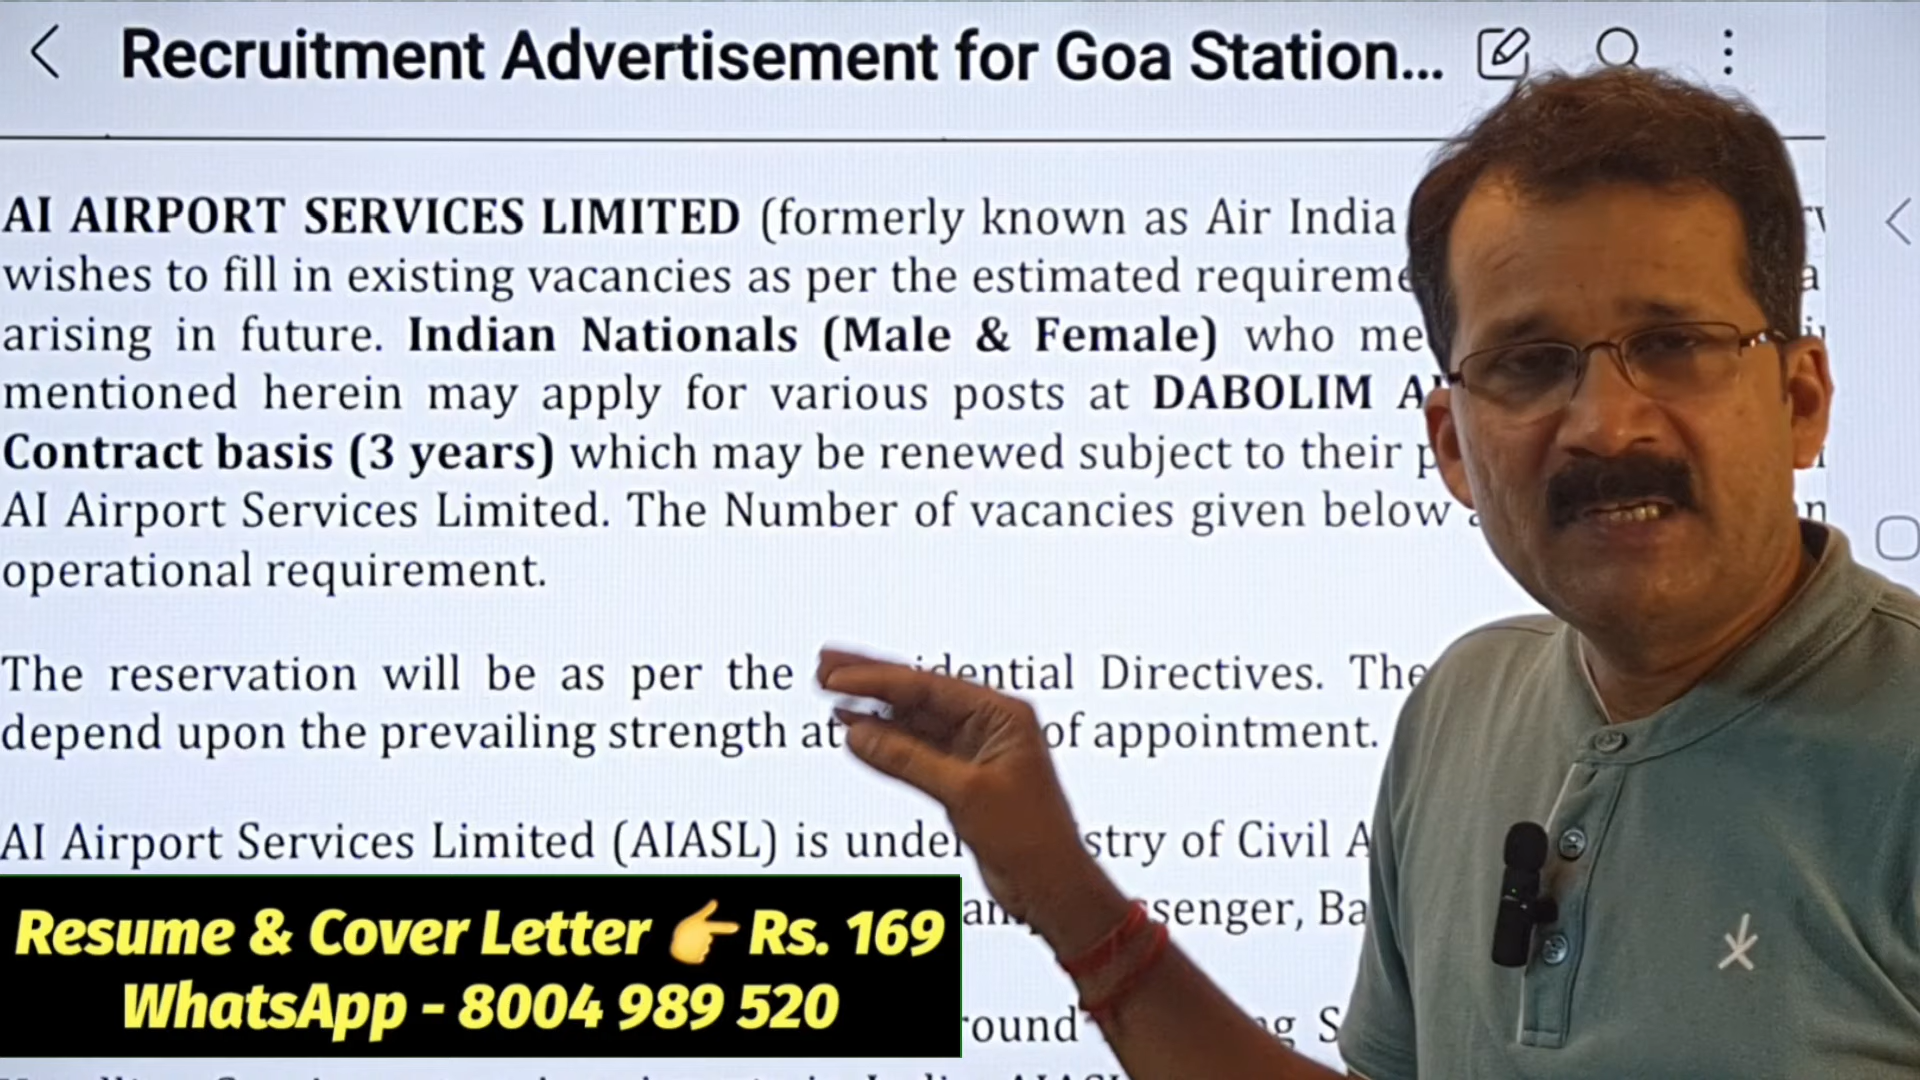 Recruitment Advertisement for Goa Station...
AI AIRPORT SERVICES LIMITED (formerly known as Air India
wishes to fill in existing vacancies as per the estimated
arising in future. Indian Nationals (Male & Female) who
mentioned herein may apply for various posts at DABOLIM
Contract basis (3 years) which may be renewed subject to their
AI Airport Services Limited. The Number of vacancies given below
operational requirement.
The reservation will be as per the Directives. The
depend upon the prevailing strength at of appointment.
AI Airport Services Limited (AIASL) is under of Civil
Resume & Cover Letter 👉 Rs. 169
WhatsApp - 8004 989 520